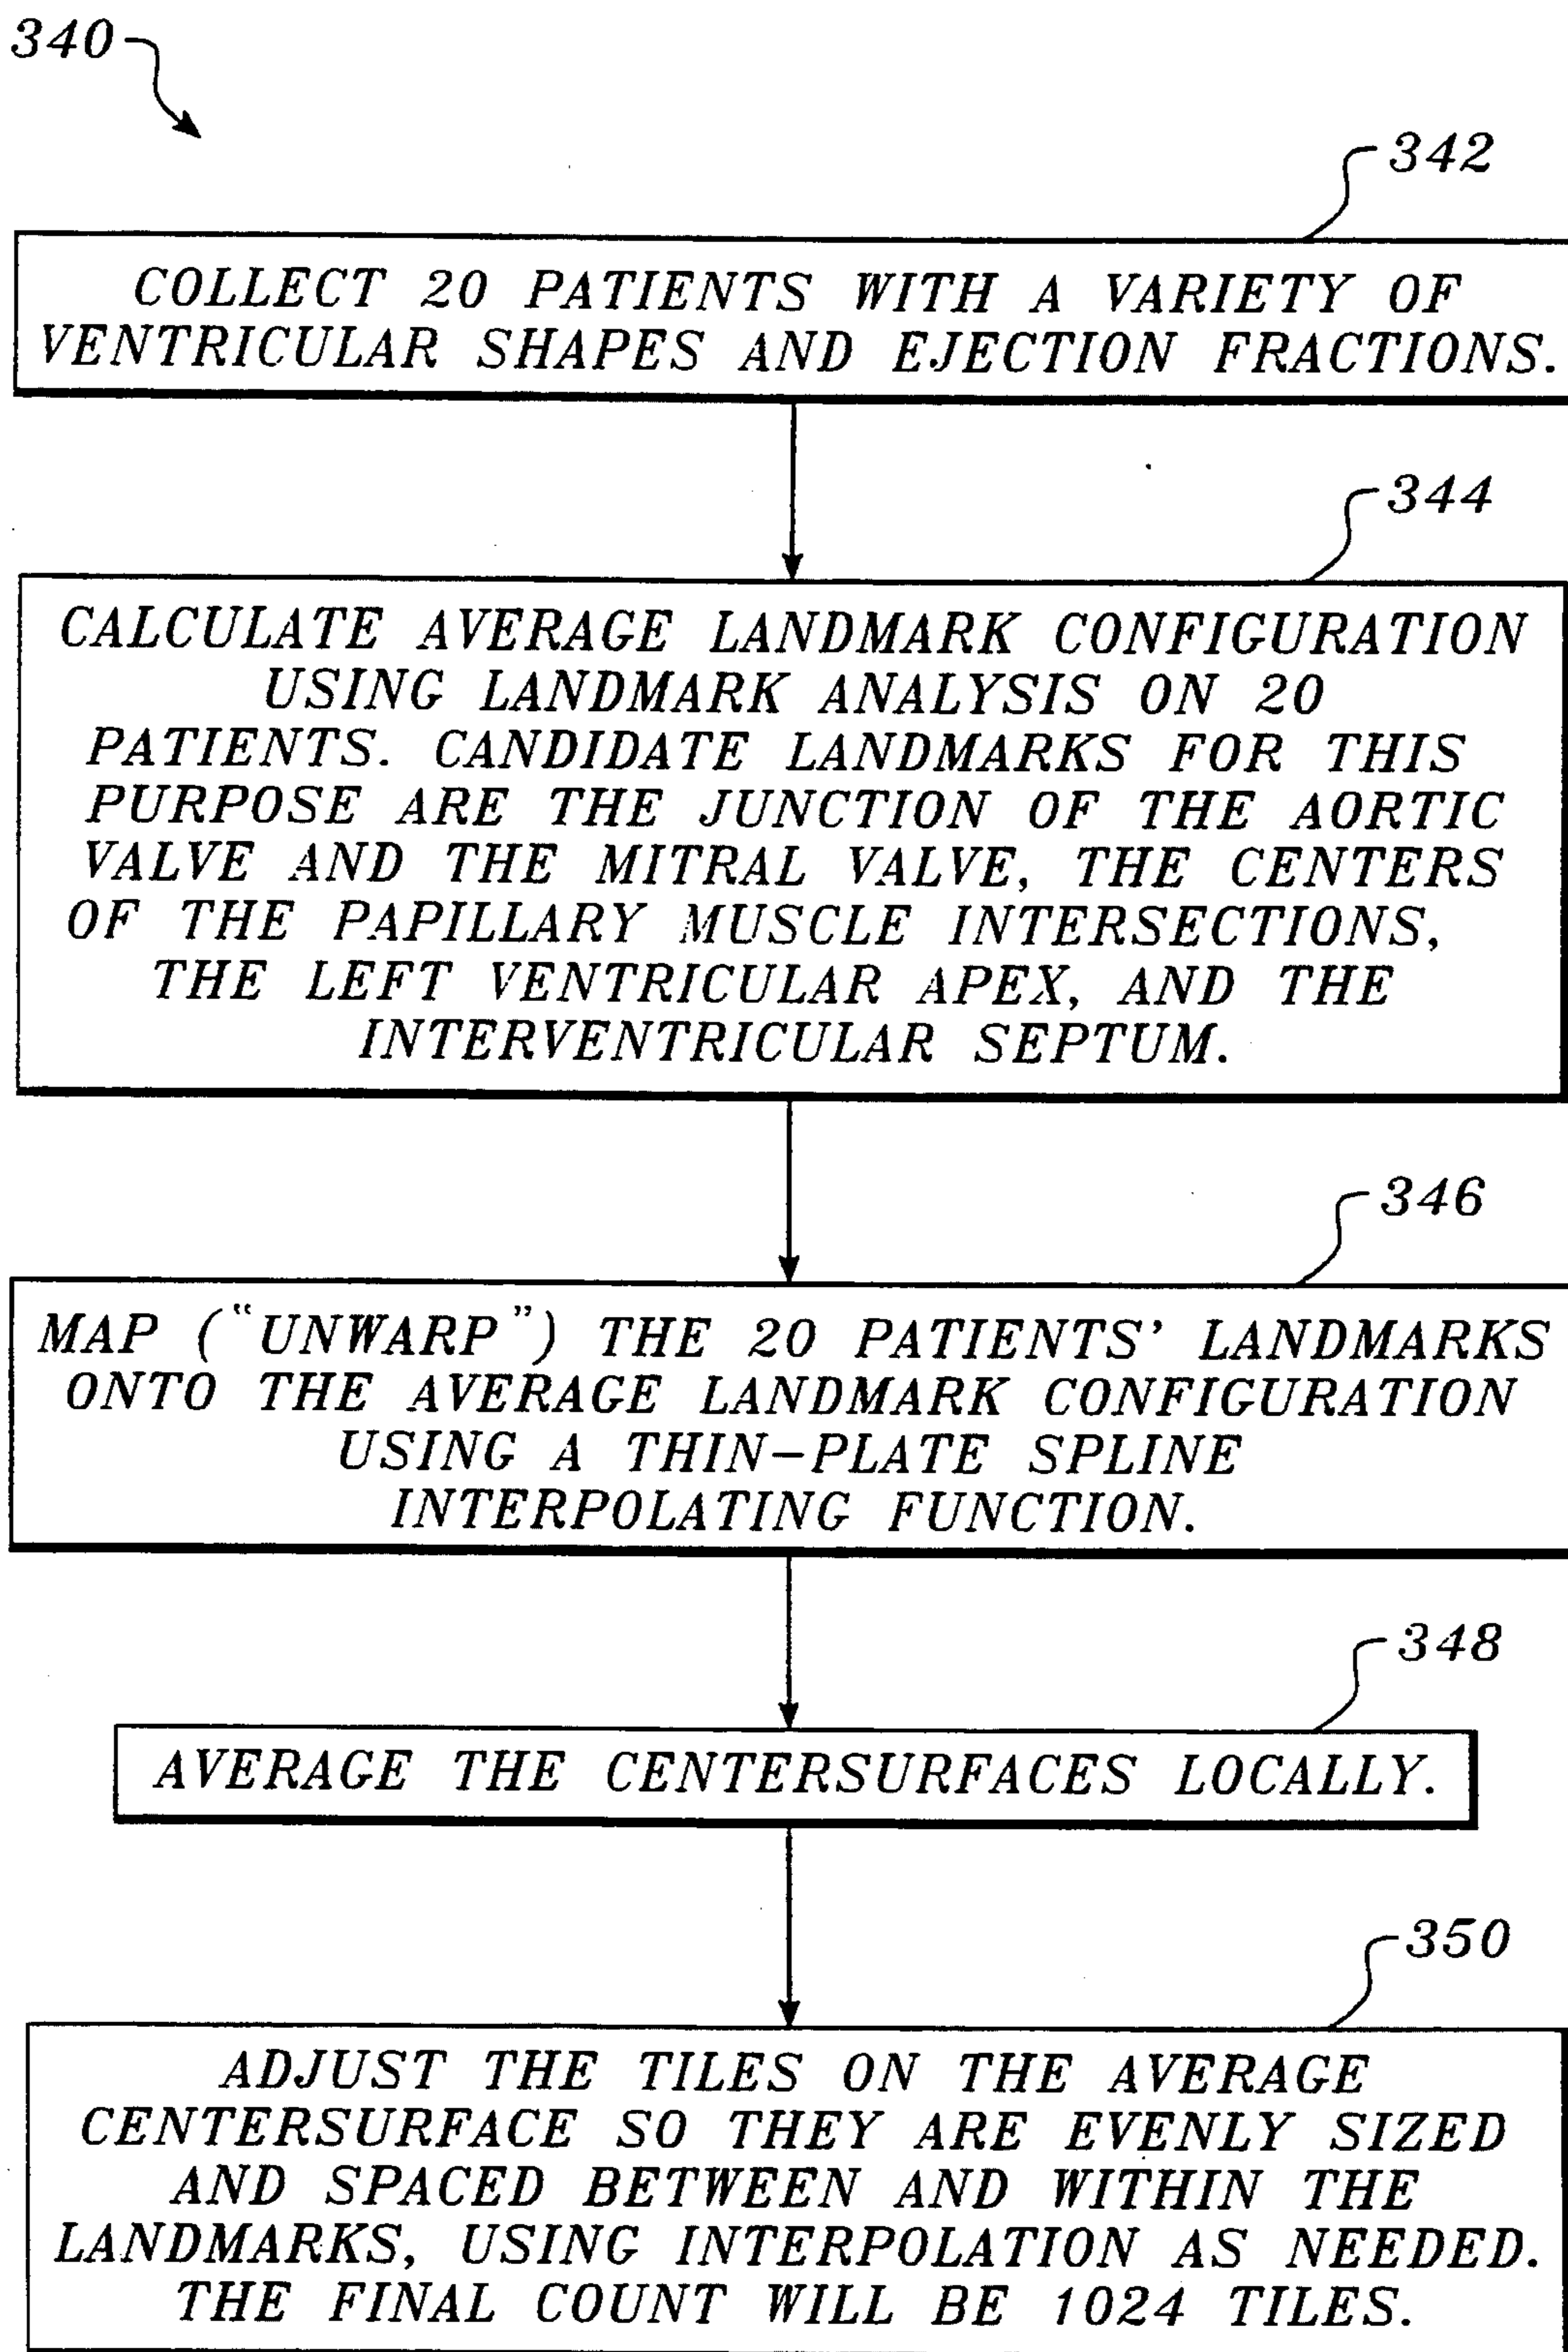 340
342
COLLECT 20 PATIENTS WITH A VARIETY OF
VENTRICULAR SHAPES AND EJECTION FRACTIONS.
344
CALCULATE AVERAGE LANDMARK CONFIGURATION
USING LANDMARK ANALYSIS ON 20
PATIENTS. CANDIDATE LANDMARKS FOR THIS
PURPOSE ARE THE JUNCTION OF THE AORTIC
VALVE AND THE MITRAL VALVE, THE CENTERS
OF THE PAPILLARY MUSCLE INTERSECTIONS,
THE LEFT VENTRICULAR APEX, AND THE
INTERVENTRICULAR SEPTUM.
346
MAP (“UNWARP”) THE 20 PATIENTS’ LANDMARKS
ONTO THE AVERAGE LANDMARK CONFIGURATION
USING A THIN-PLATE SPLINE
INTERPOLATING FUNCTION.
348
AVERAGE THE CENTERSURFACES LOCALLY.
350
ADJUST THE TILES ON THE AVERAGE
CENTERSURFACE SO THEY ARE EVENLY SIZED
AND SPACED BETWEEN AND WITHIN THE
LANDMARKS, USING INTERPOLATION AS NEEDED.
THE FINAL COUNT WILL BE 1024 TILES.